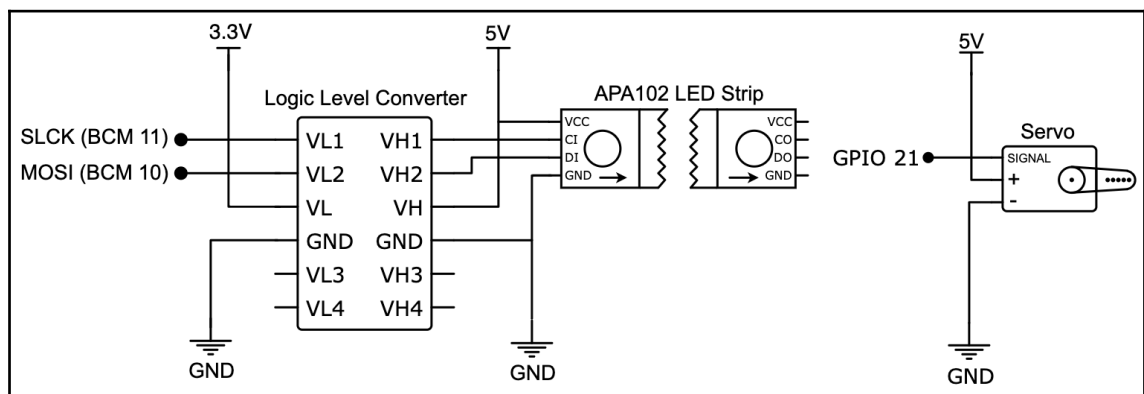 3.3V
5V
5V
Logic Level Converter
APA102 LED Strip
Servo
SLCK (BCM 11)
MOSI (BCM 10)
VL1 VH1
VL2 VH2
VL VH
GND GND
VL3 VH3
VL4 VH4
VCC
CI
DI
GND
VCC
CO
DO
GND
GPIO 21
SIGNAL
+
-
GND
GND
GND